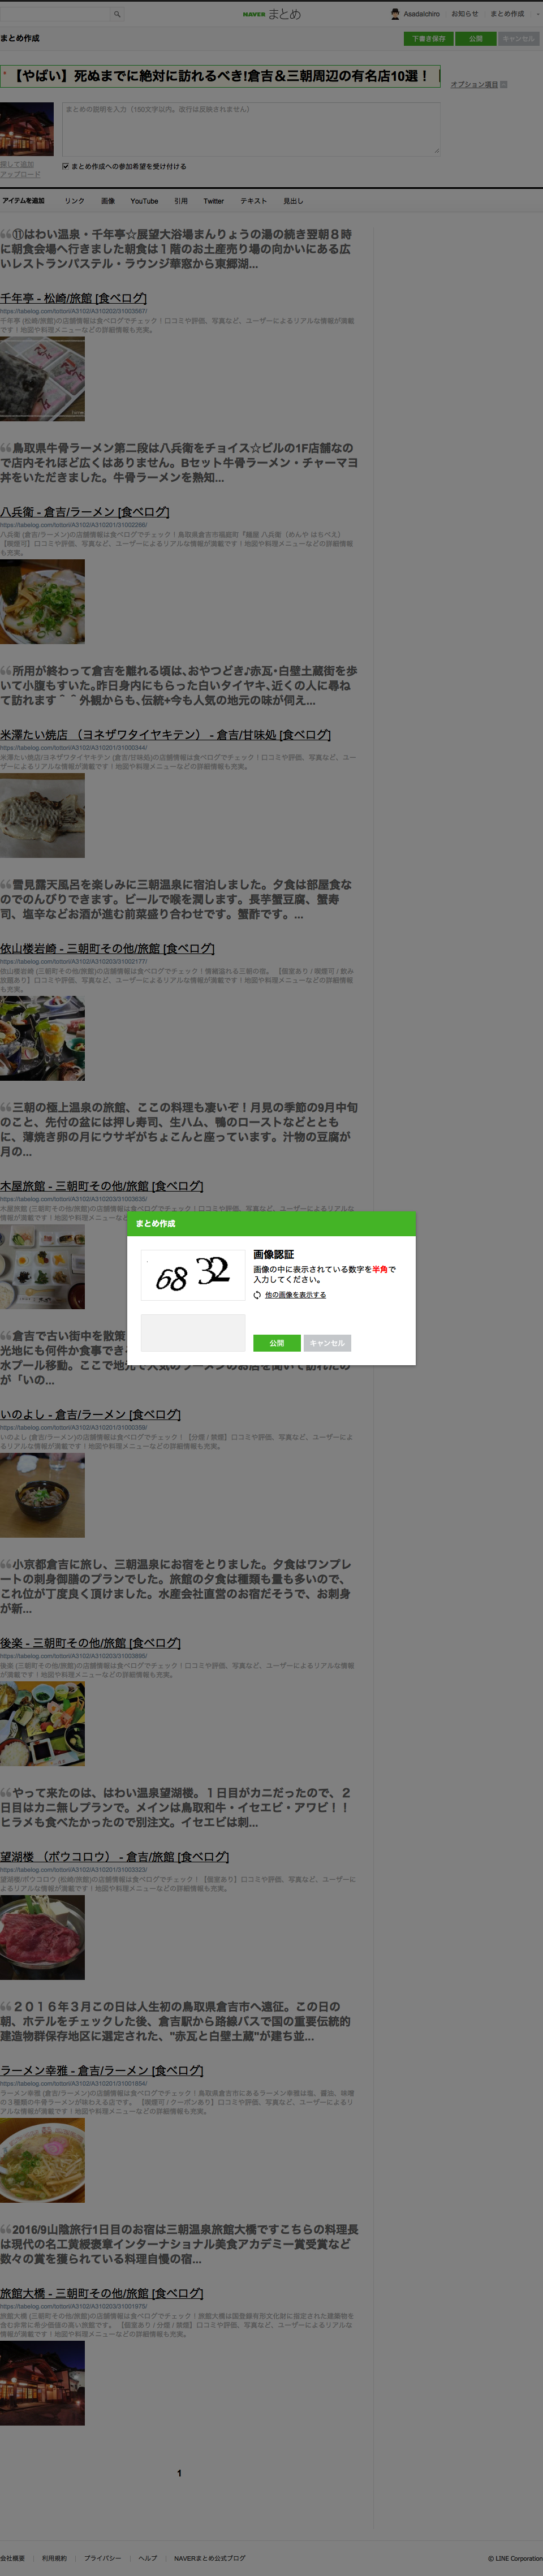 NAVER まとめ
AsadaIchiro お知らせ まとめ作成
まとめ作成
下書き保存 公開 キャンセル
【やばい】死ぬまでに絶対に訪れるべき!倉吉＆三朝周辺の有名店10選！
オプション項目
まとめの説明を入力（150文字以内。改行は反映されません）
探して追加
アップロード
まとめ作成への参加希望を受け付ける
アイテムを追加 リンク 画像 YouTube 引用 Twitter テキスト 見出し
⑪はわい温泉・千年亭☆展望大浴場まんりょうの湯の続き翌朝８時
に朝食会場へ行きました朝食は１階のお土産売り場の向かいにある広
いレストランパステル・ラウンジ華窓から東郷湖...
千年亭 - 松崎/旅館 [食べログ]
https://tabelog.com/tottori/A3102/A310202/31003567/
千年亭 (松崎/旅館)の店舗情報は食べログでチェック！口コミや評価、写真など、ユーザーによるリアルな情報が満載
です！地図や料理メニューなどの詳細情報も充実。
鳥取県牛骨ラーメン第二段は八兵衛をチョイス☆ビルの1F店舗なの
で店内それほど広くはありません。Bセット牛骨ラーメン・チャーマヨ
丼をいただきました。牛骨ラーメンを熟知...
八兵衛 - 倉吉/ラーメン [食べログ]
https://tabelog.com/tottori/A3102/A310201/31002266/
八兵衛 (倉吉/ラーメン)の店舗情報は食べログでチェック！鳥取県倉吉市福庭町『麺屋 八兵衛（めんや はちべえ）
【喫煙可】口コミや評価、写真など、ユーザーによるリアルな情報が満載です！地図や料理メニューなどの詳細情報
も充実。
所用が終わって倉吉を離れる頃は､おやつどき♪赤瓦･白壁土蔵街を歩
いて小腹もすいた｡昨日身内にもらった白いタイヤキ､近くの人に尋ね
て訪れます＾＾外観からも､伝統+今も人気の地元の味が伺え...
米澤たい焼店 （ヨネザワタイヤキテン） - 倉吉/甘味処 [食べログ]
https://tabelog.com/tottori/A3102/A310201/31000344/
米澤たい焼店/ヨネザワタイヤキテン (倉吉/甘味処)の店舗情報は食べログでチェック！口コミや評価、写真など、ユー
ザーによるリアルな情報が満載です！地図や料理メニューなどの詳細情報も充実。
雪見露天風呂を楽しみに三朝温泉に宿泊しました。夕食は部屋食な
のでのんびりできます。ビールで喉を潤します。長芋蟹豆腐、蟹寿
司、塩辛などお酒が進む前菜盛り合わせです。蟹酢です。...
依山楼岩崎 - 三朝町その他/旅館 [食べログ]
https://tabelog.com/tottori/A3102/A310203/31002177/
依山楼岩崎 (三朝町その他/旅館)の店舗情報は食べログでチェック！情緒溢れる三朝の宿。 【個室あり / 喫煙可 / 飲み
放題あり】口コミや評価、写真など、ユーザーによるリアルな情報が満載です！地図や料理メニューなどの詳細情報
も充実。
三朝の極上温泉の旅館、ここの料理も凄いぞ！月見の季節の9月中旬
のこと、先付の盆には押し寿司、生ハム、鴨のローストなどととも
に、薄焼き卵の月にウサギがちょこんと座っています。汁物の豆腐が
月の...
木屋旅館 - 三朝町その他/旅館 [食べログ]
https://tabelog.com/tottori/A3102/A310203/31003635/
木屋旅館 (三朝町その他/旅館)の店舗情報は食べログでチェック！口コミや評価、写真など、ユーザーによるリアルな
情報が満載です！
まとめ作成
68 32
画像認証
画像の中に表示されている数字を半角で
入力してください。
他の画像を表示する
公開 キャンセル
倉吉で古い街中を散策
光地にも何件か食事でき
水プール移動。ここで地元で人気のラーメンのお店を聞いて訪れたの
が「いの...
いのよし - 倉吉/ラーメン [食べログ]
https://tabelog.com/tottori/A3102/A310201/31000359/
いのよし (倉吉/ラーメン)の店舗情報は食べログでチェック！【分煙 / 禁煙】口コミや評価、写真など、ユーザーによ
るリアルな情報が満載です！地図や料理メニューなどの詳細情報も充実。
小京都倉吉に旅し、三朝温泉にお宿をとりました。夕食はワンプレ
ートの刺身御膳のプランでした。旅館の夕食は種類も量も多いので、
これ位が丁度良く頂けました。水産会社直営のお宿だそうで、お刺身
が新...
後楽 - 三朝町その他/旅館 [食べログ]
https://tabelog.com/tottori/A3102/A310203/31003895/
後楽 (三朝町その他/旅館)の店舗情報は食べログでチェック！口コミや評価、写真など、ユーザーによるリアルな情報
が満載です！地図や料理メニューなどの詳細情報も充実。
やって来たのは、はわい温泉望湖楼。１日目がカニだったので、２
日目はカニ無しプランで。メインは鳥取和牛・イセエビ・アワビ！！
ヒラメも食べたかったので別注文。イセエビは刺...
望湖楼 （ボウコロウ） - 倉吉/旅館 [食べログ]
https://tabelog.com/tottori/A3102/A310201/31003323/
望湖楼/ボウコロウ (松崎/旅館)の店舗情報は食べログでチェック！【個室あり】口コミや評価、写真など、ユーザーに
よるリアルな情報が満載です！地図や料理メニューなどの詳細情報も充実。
２０１６年３月この日は人生初の鳥取県倉吉市へ遠征。この日の
朝、ホテルをチェックした後、倉吉駅から路線バスで国の重要伝統的
建造物群保存地区に選定された、"赤瓦と白壁土蔵"が建ち並...
ラーメン幸雅 - 倉吉/ラーメン [食べログ]
https://tabelog.com/tottori/A3102/A310201/31001654/
ラーメン幸雅 (倉吉/ラーメン)の店舗情報は食べログでチェック！鳥取県倉吉市にあるラーメン幸雅は塩、醤油、味噌
の３種類の牛骨ラーメンが味わえる店です。 【喫煙可 / クーポンあり】口コミや評価、写真など、ユーザーによるリ
アルな情報が満載です！地図や料理メニューなどの詳細情報も充実。
2016/9山陰旅行1日目のお宿は三朝温泉旅館大橋ですこちらの料理長
は現代の名工黄綬褒章インターナショナル美食アカデミー賞受賞など
数々の賞を獲られている料理自慢の宿...
旅館大橋 - 三朝町その他/旅館 [食べログ]
https://tabelog.com/tottori/A3102/A310203/31001975/
旅館大橋 (三朝町その他/旅館)の店舗情報は食べログでチェック！旅館大橋は国登録有形文化財に指定された建築物を
含む非常に希少価値の高い旅館です。 【個室あり / 分煙 / 禁煙】口コミや評価、写真など、ユーザーによるリアルな
情報が満載です！地図や料理メニューなどの詳細情報も充実。
1
会社概要 利用規約 プライバシー ヘルプ NAVERまとめ公式ブログ
© LINE Corporation